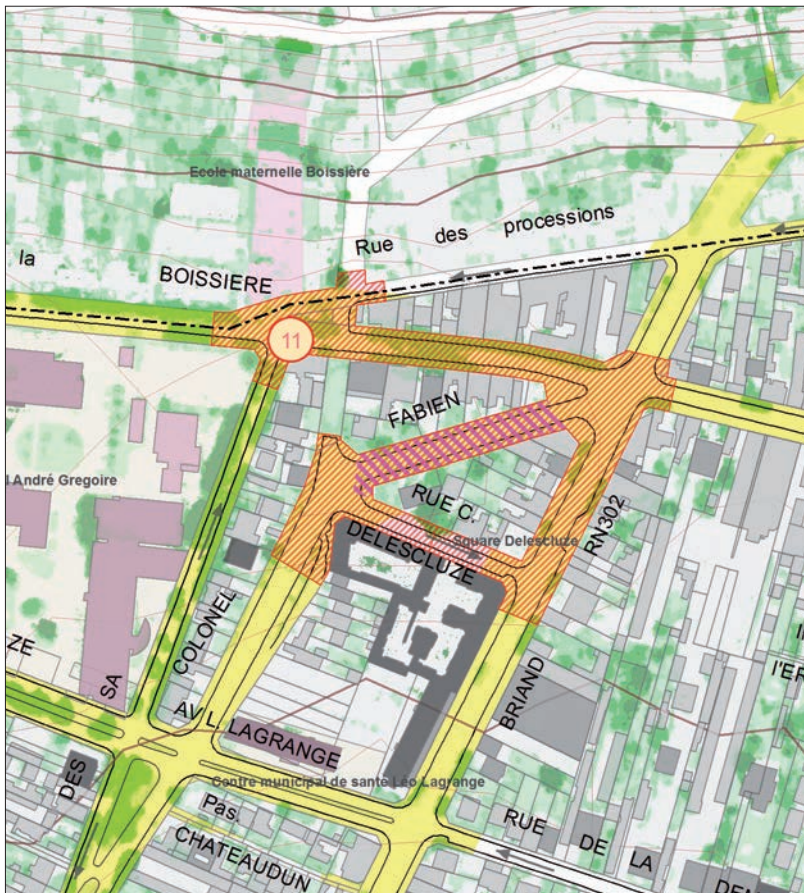 Ecole maternelle Boissière
Rue des processions
la
BOISSIERE
11
FABIEN
l André Gregoire
RUE C.
Square Delescluze
DELESCLUZE
RN302
COLONEL
ZE
SA
BRIAND
l'ER
AV L. LAGRANGE
DES
Centre municipal de santé Léo Lagrange
Pas.
CHATEAUDUN
RUE DE LA